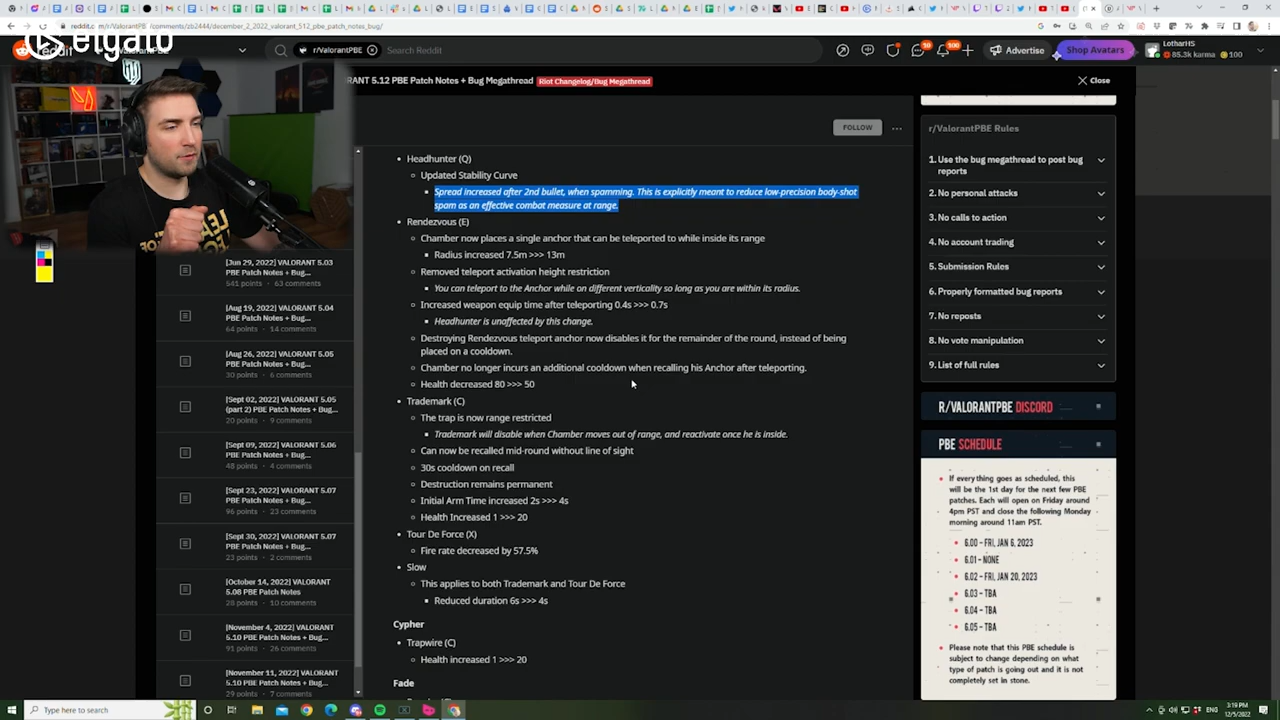 reddit.com/r/ValorantPBE/comments/zb2444/december_2_2022_valorant_512_pbe_patch_notes_bug/
elgato
r/ValorantPBE
Search Reddit
50
100
Advertise
Shop Avatars
LotharHS
85.3k karma 100
RANT 5.12 PBE Patch Notes + Bug Megathread Riot Changelog/Bug Megathread
Close
FOLLOW
Headhunter (Q)
Updated Stability Curve
Spread increased after 2nd bullet, when spamming. This is explicitly meant to reduce low-precision body-shot
spam as an effective combat measure at range.
Rendezvous (E)
Chamber now places a single anchor that can be teleported to while inside its range
Radius increased 7.5m >>> 13m
Removed teleport activation height restriction
You can teleport to the Anchor while on different verticality so long as you are within its radius.
Increased weapon equip time after teleporting 0.4s >>> 0.7s
Headhunter is unaffected by this change.
Destroying Rendezvous teleport anchor now disables it for the remainder of the round, instead of being
placed on a cooldown.
Chamber no longer incurs an additional cooldown when recalling his Anchor after teleporting.
Health decreased 80 >>> 50
Trademark (C)
The trap is now range restricted
Trademark will disable when Chamber moves out of range, and reactivate once he is inside.
Can now be recalled mid-round without line of sight
30s cooldown on recall
Destruction remains permanent
Initial Arm Time increased 2s >>> 4s
Health Increased 1 >>> 20
Tour De Force (X)
Fire rate decreased by 57.5%
Slow
This applies to both Trademark and Tour De Force
Reduced duration 6s >>> 4s
Cypher
Trapwire (C)
Health increased 1 >>> 20
Fade
[Jun 29, 2022] VALORANT 5.03
PBE Patch Notes + Bug...
541 points · 63 comments
[Aug 19, 2022] VALORANT 5.04
PBE Patch Notes + Bug...
64 points · 14 comments
[Aug 26, 2022] VALORANT 5.05
PBE Patch Notes + Bug...
30 points · 6 comments
[Sept 02, 2022] VALORANT 5.05
(part 2) PBE Patch Notes + Bug...
20 points · 9 comments
[Sept 09, 2022] VALORANT 5.06
PBE Patch Notes + Bug...
48 points · 4 comments
[Sept 23, 2022] VALORANT 5.07
PBE Patch Notes + Bug...
96 points · 23 comments
[Sept 30, 2022] VALORANT 5.07
PBE Patch Notes + Bug...
23 points · 2 comments
[October 14, 2022] VALORANT
5.08 PBE Patch Notes
28 points · 10 comments
[November 4, 2022] VALORANT
5.10 PBE Patch Notes + Bug...
91 points · 26 comments
[November 11, 2022] VALORANT
5.10 PBE Patch Notes + Bug...
29 points · 7 comments
r/ValorantPBE Rules
1. Use the bug megathread to post bug
reports
2. No personal attacks
3. No calls to action
4. No account trading
5. Submission Rules
6. Properly formatted bug reports
7. No reposts
8. No vote manipulation
9. List of full rules
R/VALORANTPBE DISCORD
PBE SCHEDULE
If everything goes as scheduled, this
will be the 1st day for the next few PBE
patches. Each will open on Friday around
4pm PST and close the following Monday
morning around 11am PST.
6.00 – FRI, JAN 6, 2023
6.01 – NONE
6.02 – FRI, JAN 20, 2023
6.03 – TBA
6.04 – TBA
6.05 – TBA
Please note that this PBE schedule is
subject to change depending on what
type of patch is going out and it is not
completely set in stone.
Type here to search
ENG
3:19 PM
12/5/2022